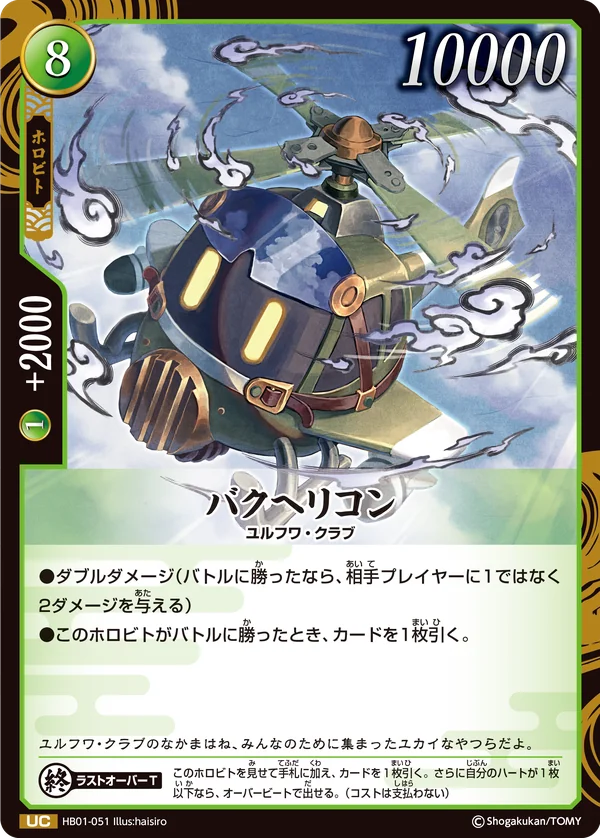 8
10000
ホロビト
+2000
1
バクヘリコン
ユルフワ・クラブ
●ダブルダメージ(バトルに勝ったなら、相手プレイヤーに1ではなく
2ダメージを与える)
●このホロビトがバトルに勝ったとき、カードを1枚引く。
ユルフワ・クラブのなかまはね、みんなのために集まったユカイなやつらだよ。
終 ラストオーバーT
このホロビトを見せて手札に加え、カードを1枚引く。さらに自分のハートが1枚
以下なら、オーバービートで出せる。(コストは支払わない)
UC HB01-051 Illus:haisiro ©Shogakukan/TOMY